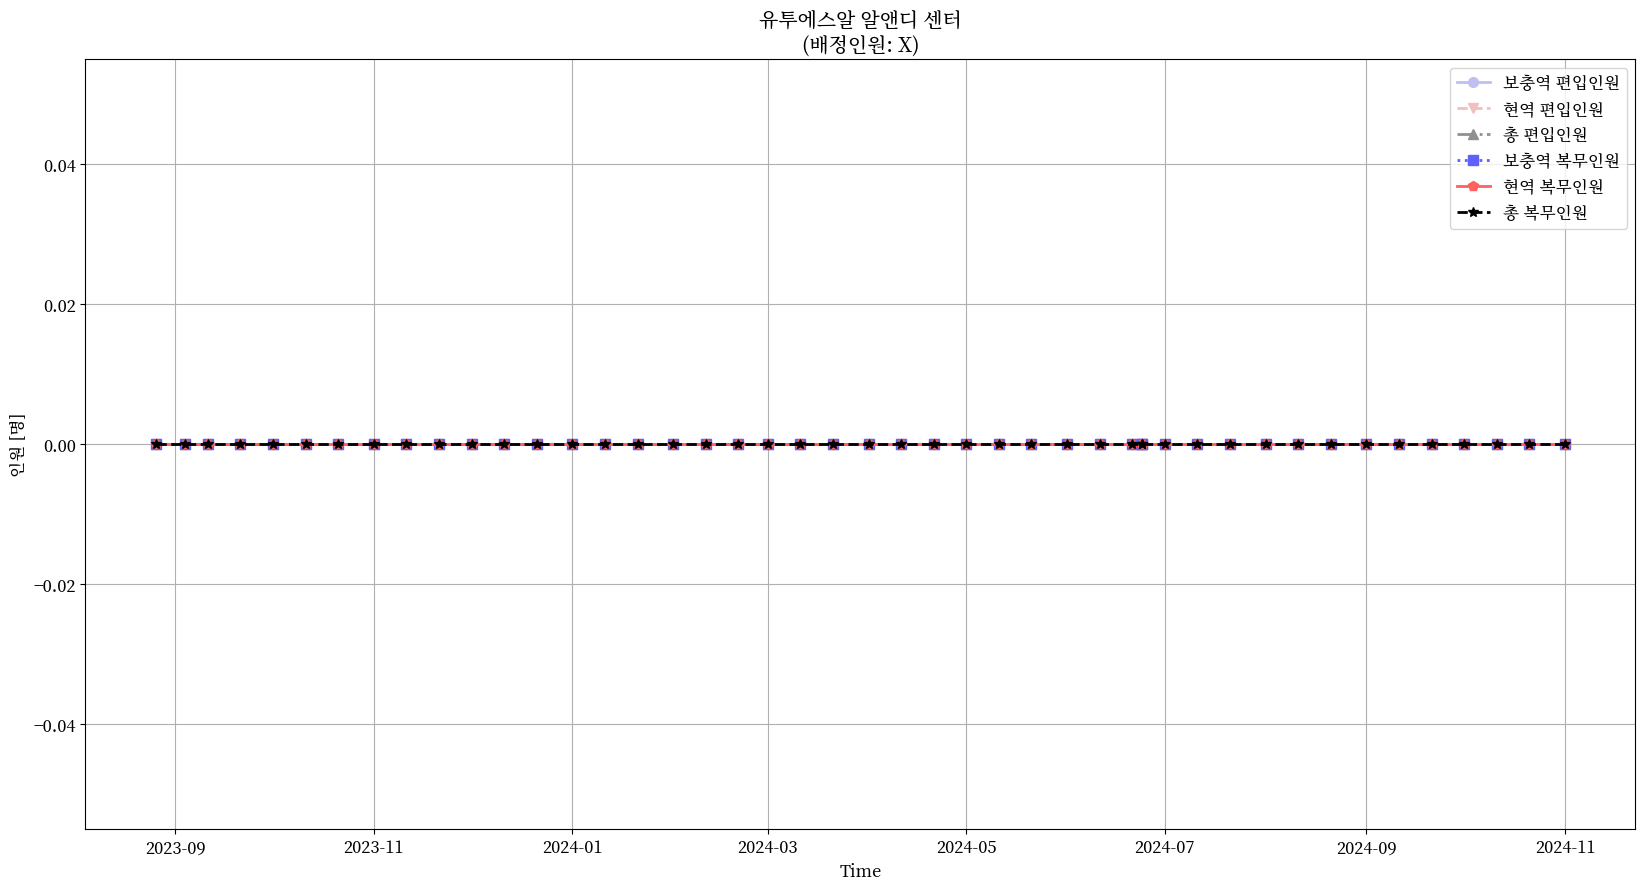 유투에스알 알앤디 센터
(배정인원: X)
보충역 편입인원
현역 편입인원
총 편입인원
보충역 복무인원
현역 복무인원
총 복무인원
인원 [명]
0.04
0.02
0.00
−0.02
−0.04
2023-09 2023-11 2024-01 2024-03 2024-05 2024-07 2024-09 2024-11
Time